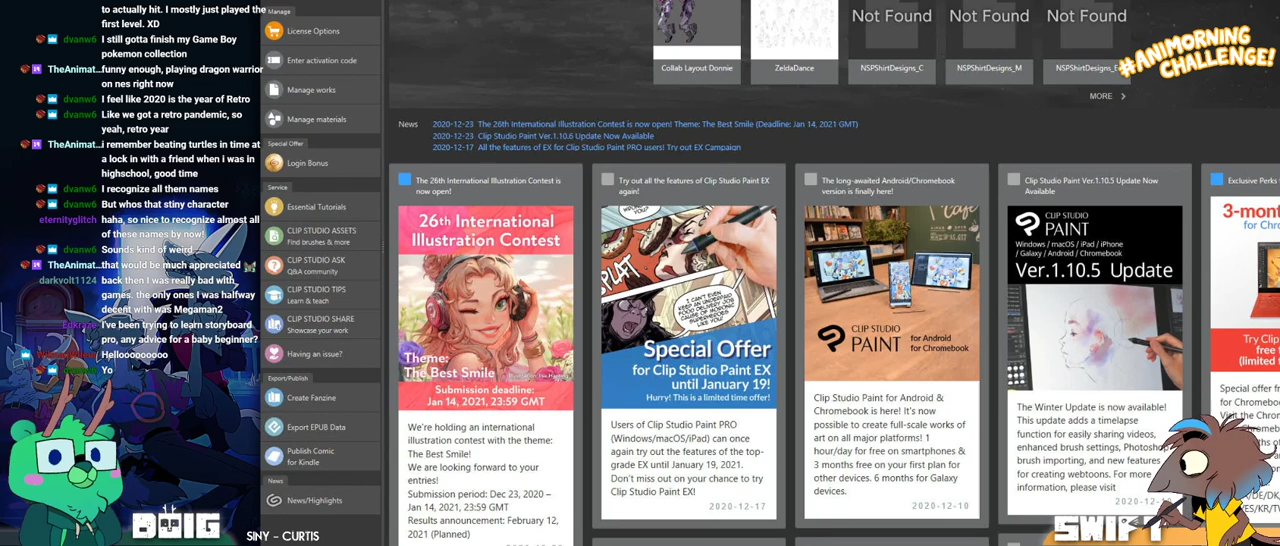 to actually hit. I mostly just played the
first level. XD
dvanw6 I still gotta finish my Game Boy
pokemon collection
TheAnimat... funny enough, playing dragon warrior
on nes right now
dvanw6 I feel like 2020 is the year of Retro
dvanw6 Like we got a retro pandemic, so
yeah, retro year
TheAnimat... i remember beating turtles in time at
a lock in with a friend when i was in
highschool, good time
dvanw6 I recognize all them names
dvanw6 But whos that stiny character
eternityglitch haha, so nice to recognize almost all
of these names by now!
dvanw6 Sounds kind of weird
TheAnimat... that would be much appreciated
darkvolt1124 back then I was really bad with
games. the only ones I was halfway
decent with was Megaman2
I've been trying to learn storyboard
pro, any advice for a baby beginner?
Hellooooooooo
Yo
BOIG
SINY - CURTIS
Manage
License Options
Enter activation code
Manage works
Manage materials
Special Offer
Login Bonus
Service
Essential Tutorials
CLIP STUDIO ASSETS
Find brushes & more
CLIP STUDIO ASK
Q&A community
CLIP STUDIO TIPS
Learn & teach
CLIP STUDIO SHARE
Showcase your work
Having an issue?
Export/Publish
Create Fanzine
Export EPUB Data
Publish Comic
for Kindle
News
News/Highlights
Not Found Not Found Not Found
Collab Layout Donnie ZeldaDance NSPShirtDesigns_C NSPShirtDesigns_M
MORE
#ANIMORNING
CHALLENGE!
News 2020-12-23 The 26th International Illustration Contest is now open! Theme: The Best Smile (Deadline: Jan 14, 2021 GMT)
2020-12-23 Clip Studio Paint Ver.1.10.6 Update Now Available
2020-12-17 All the features of EX for Clip Studio Paint PRO users! Try out EX Campaign
The 26th International Illustration Contest is
now open!
26th International
Illustration Contest
Theme:
The Best Smile
Submission deadline:
Jan 14, 2021, 23:59 GMT
We're holding an international
illustration contest with the theme:
The Best Smile!
We are looking forward to your
entries!
Submission period: Dec 23, 2020 –
Jan 14, 2021, 23:59 GMT
Results announcement: February 12,
2021 (Planned)
Try out all the features of Clip Studio Paint EX
again!
SPLAT
I CAN'T EVEN
FOOD DELIVERY JOB
BECAUSE OF MORONIC
SUPERHEROES
LIKE YOU!
Special Offer
for Clip Studio Paint EX
until January 19!
Hurry! This is a limited time offer!
Users of Clip Studio Paint PRO
(Windows/macOS/iPad) can once
again try out the features of the top-
grade EX until January 19, 2021.
Don't miss out on your chance to try
Clip Studio Paint EX!
2020-12-17
The long-awaited Android/Chromebook
version is finally here!
CLIP STUDIO
PAINT for Android
and for Chromebook
Clip Studio Paint for Android &
Chromebook is here! It's now
possible to create full-scale works of
art on all major platforms! 1
hour/day for free on smartphones &
3 months free on your first plan for
other devices. 6 months for Galaxy
devices.
2020-12-10
Clip Studio Paint Ver.1.10.5 Update Now
Available
CLIP STUDIO
PAINT
Windows / macOS / iPad / iPhone
/ Galaxy / Android / Chromebook
Ver.1.10.5 Update
The Winter Update is now available!
This update adds a timelapse
function for easily sharing videos,
enhanced brush settings, Photoshop
brush importing, and new features
for creating webtoons. For more
information, please visit
Exclusive Perks
3-mont
for Chro
Try Clip
free f
(limited
Special offer
SWIFT